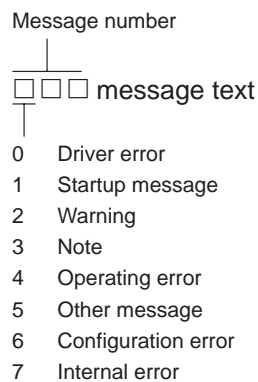 Message number
□□□ message text
0 Driver error
1 Startup message
2 Warning
3 Note
4 Operating error
5 Other message
6 Configuration error
7 Internal error